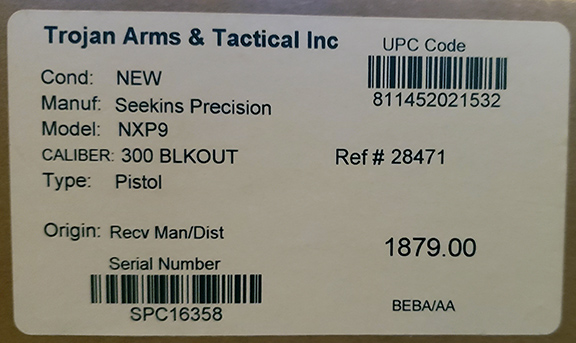 Trojan Arms & Tactical Inc
UPC Code
811452021532
Cond: NEW
Manuf: Seekins Precision
Model: NXP9
CALIBER: 300 BLKOUT
Ref # 28471
Type: Pistol
Origin: Recv Man/Dist
1879.00
Serial Number
SPC16358
BEBA/AA